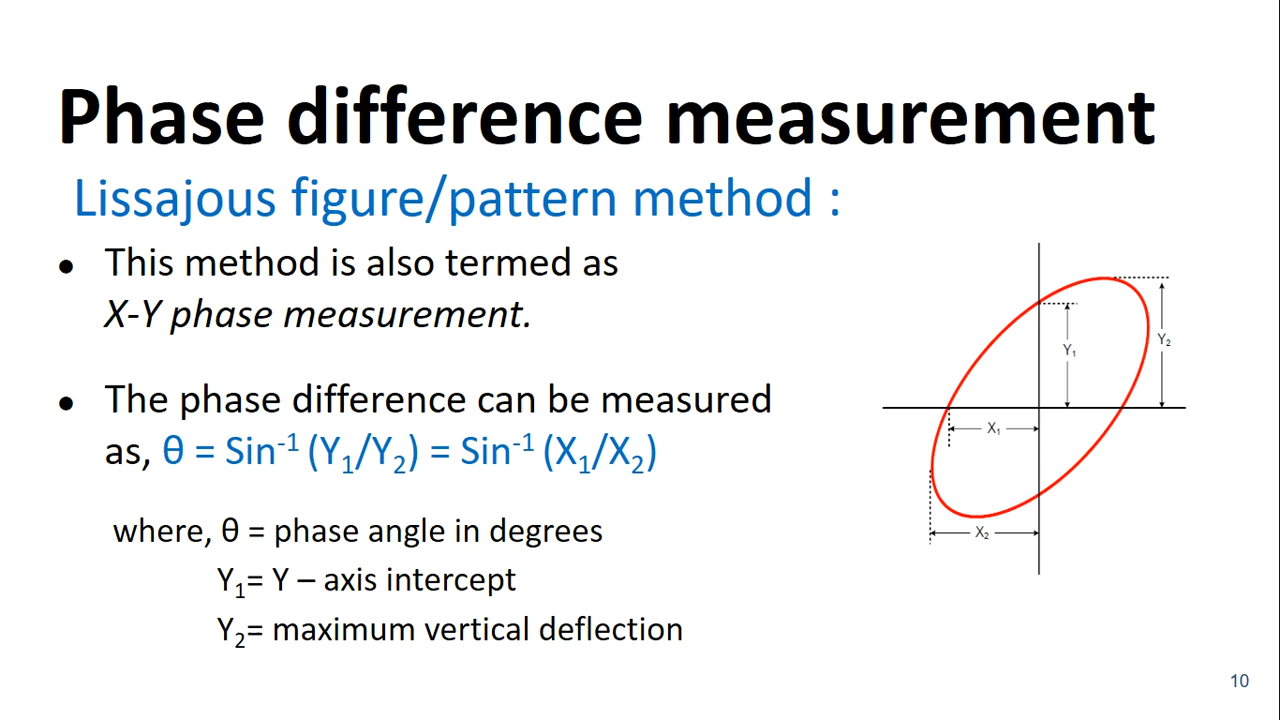 Phase difference measurement
Lissajous figure/pattern method :
● This method is also termed as
X-Y phase measurement.
● The phase difference can be measured
as, θ = Sin⁻¹ (Y₁/Y₂) = Sin⁻¹ (X₁/X₂)
where, θ = phase angle in degrees
Y₁= Y – axis intercept
Y₂= maximum vertical deflection
Y₁
Y₂
X₁
X₂
10